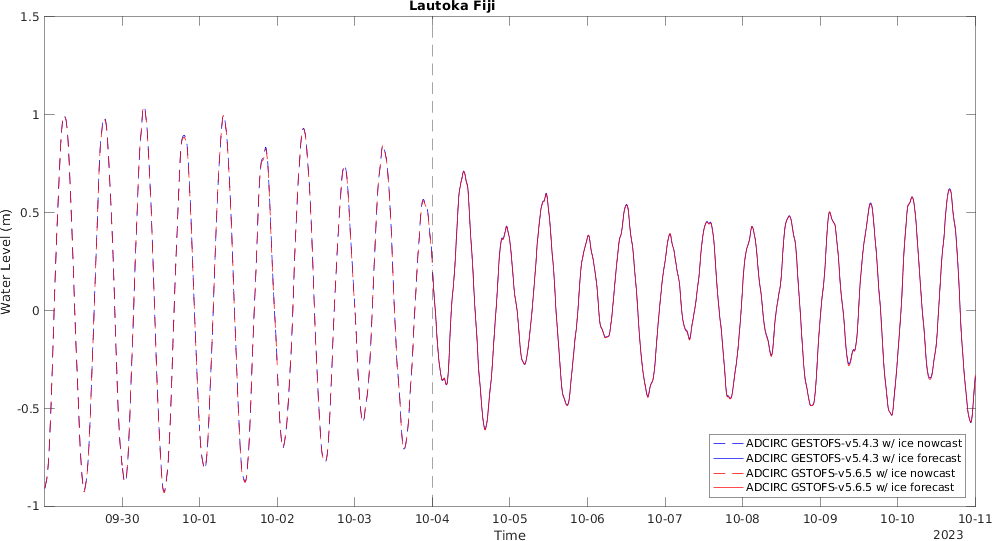 Lautoka Fiji
1.5
1
0.5
0
-0.5
-1
Water Level (m)
09-30 10-01 10-02 10-03 10-04 10-05 10-06 10-07 10-08 10-09 10-10 10-11
Time
2023
ADCIRC GESTOFS-v5.4.3 w/ ice nowcast
ADCIRC GESTOFS-v5.4.3 w/ ice forecast
ADCIRC GSTOFS-v5.6.5 w/ ice nowcast
ADCIRC GSTOFS-v5.6.5 w/ ice forecast